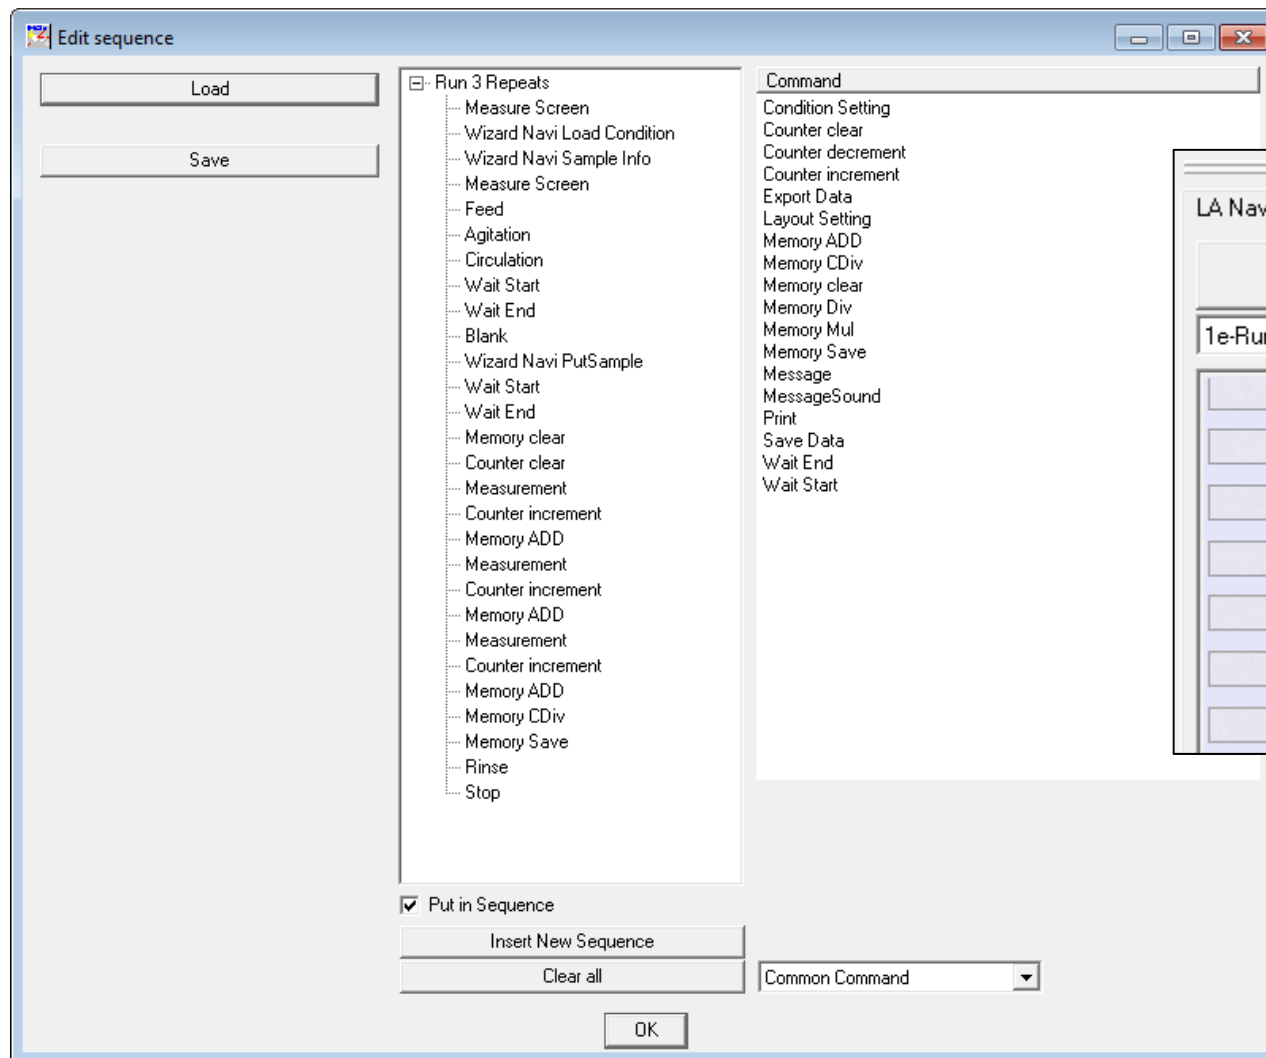 Edit sequence
Load
Save
Run 3 Repeats
Measure Screen
Wizard Navi Load Condition
Wizard Navi Sample Info
Measure Screen
Feed
Agitation
Circulation
Wait Start
Wait End
Blank
Wizard Navi PutSample
Wait Start
Wait End
Memory clear
Counter clear
Measurement
Counter increment
Memory ADD
Measurement
Counter increment
Memory ADD
Measurement
Counter increment
Memory ADD
Memory CDiv
Memory Save
Rinse
Stop
Put in Sequence
Insert New Sequence
Clear all
Command
Condition Setting
Counter clear
Counter decrement
Counter increment
Export Data
Layout Setting
Memory ADD
Memory CDiv
Memory clear
Memory Div
Memory Mul
Memory Save
Message
MessageSound
Print
Save Data
Wait End
Wait Start
Common Command
OK
LA Nav
1e-Rur